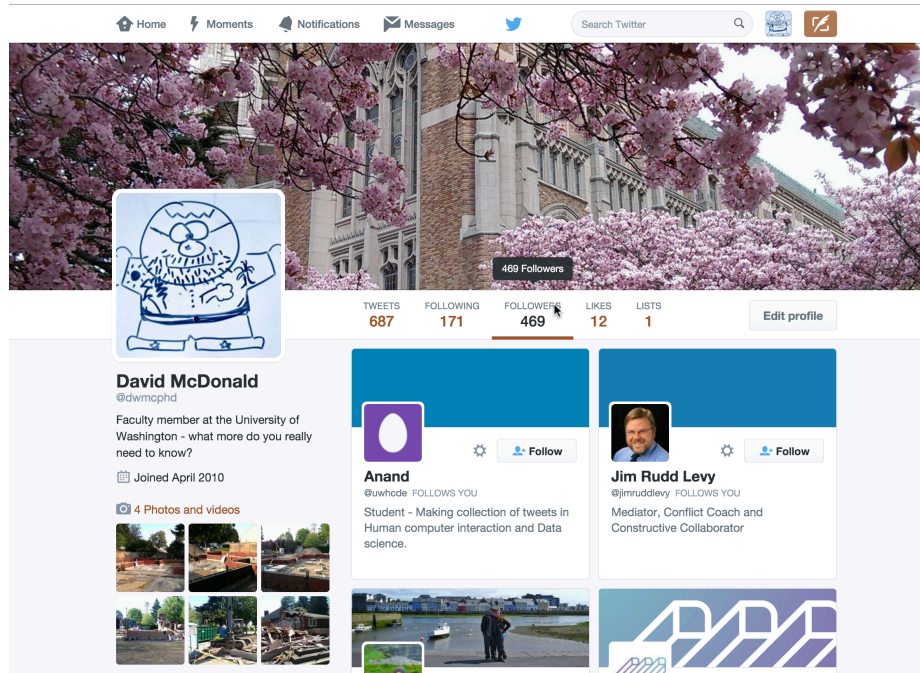 Home
Moments
Notifications
Messages
Search Twitter
469 Followers
TWEETS
687
FOLLOWING
171
FOLLOWERS
469
LIKES
12
LISTS
1
Edit profile
David McDonald
@dwmcphd
Faculty member at the University of
Washington - what more do you really
need to know?
Joined April 2010
4 Photos and videos
Follow
Anand
@uwhcde FOLLOWS YOU
Student - Making collection of tweets in
Human computer interaction and Data
science.
Follow
Jim Rudd Levy
@jimruddlevy FOLLOWS YOU
Mediator, Conflict Coach and
Constructive Collaborator